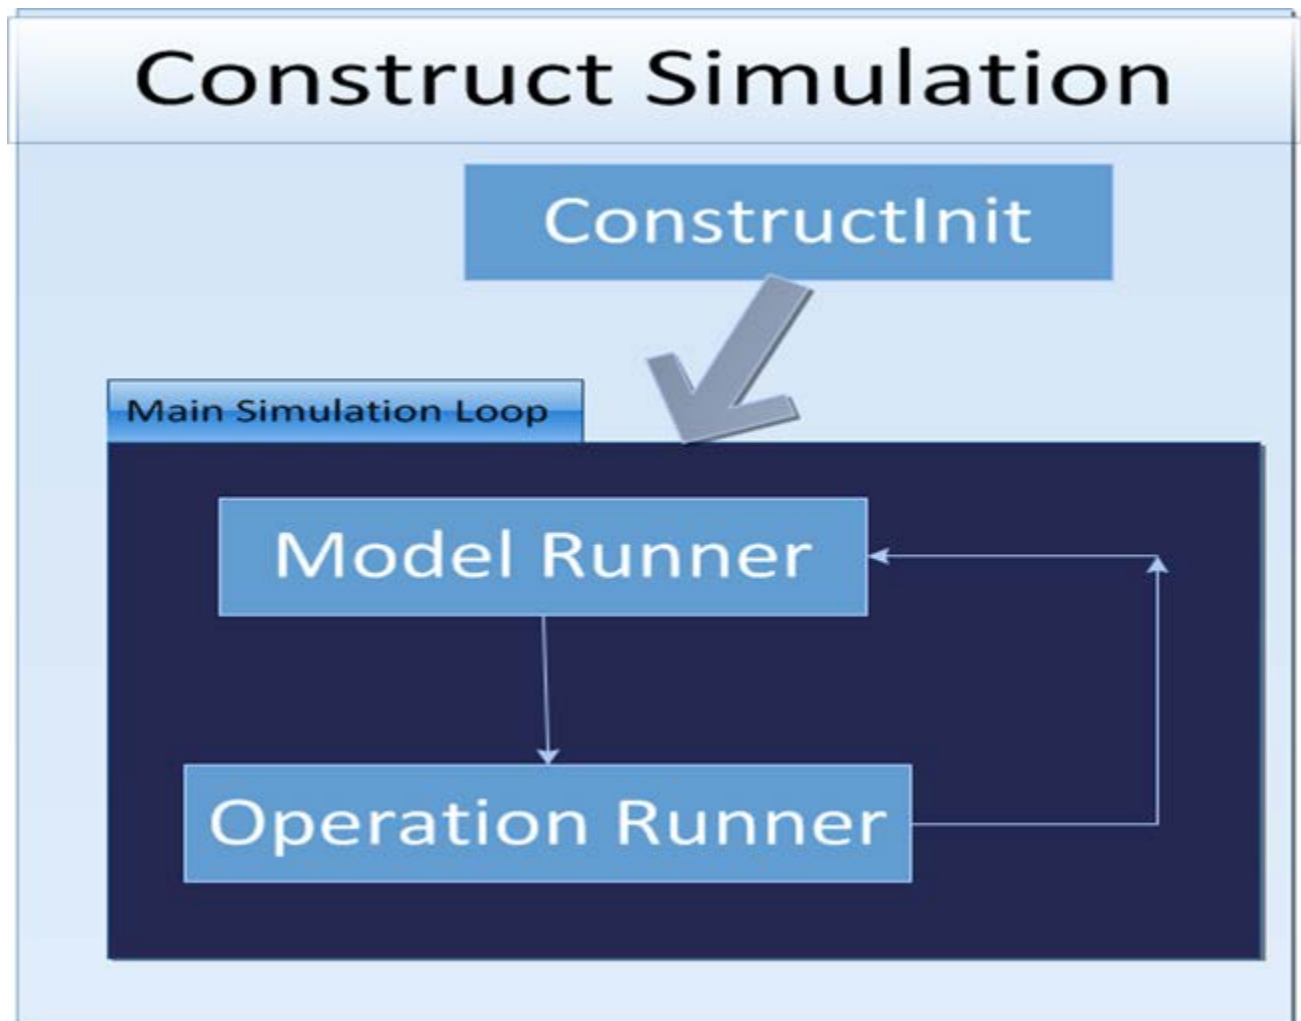 Construct Simulation
ConstructInit
Main Simulation Loop
Model Runner
Operation Runner